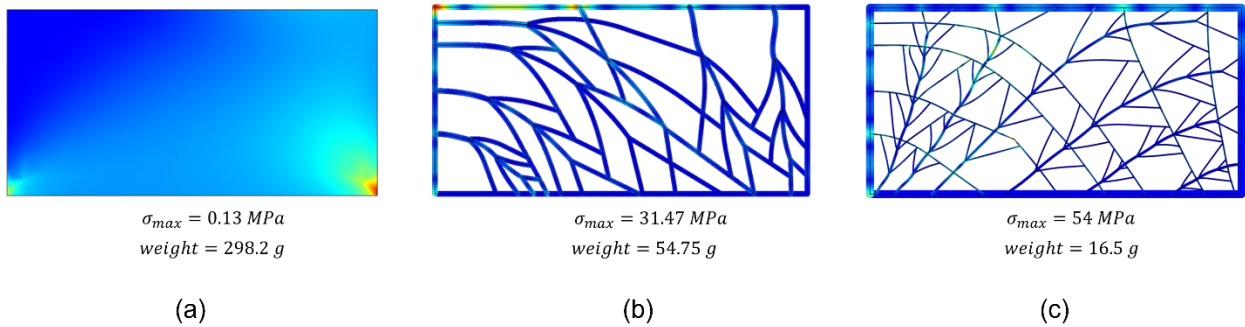 σmax = 0.13 MPa
weight = 298.2 g
(a)
σmax = 31.47 MPa
weight = 54.75 g
(b)
σmax = 54 MPa
weight = 16.5 g
(c)